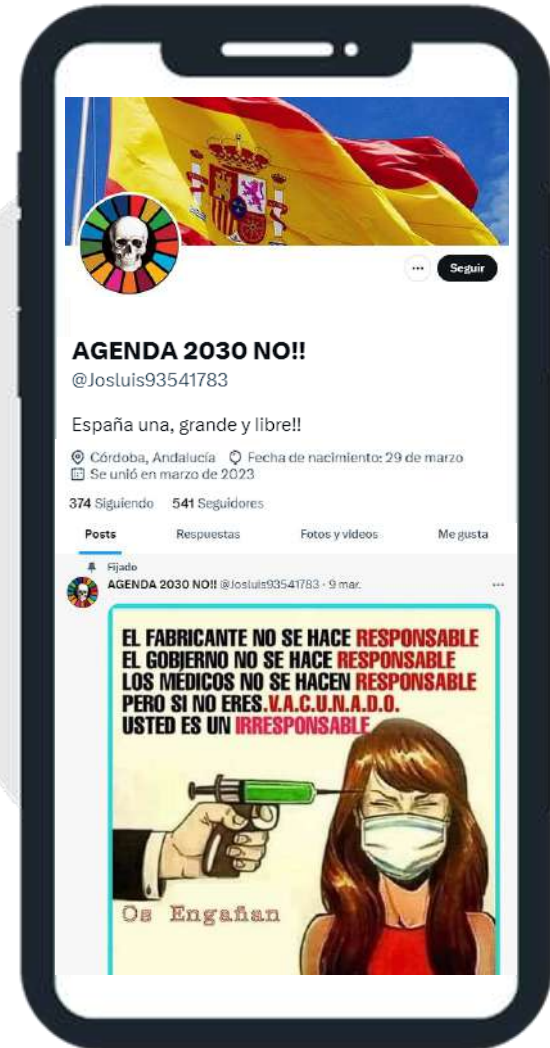 Seguir
AGENDA 2030 NO!!
@Josluis93541783
España una, grande y libre!!
Córdoba, Andalucía Fecha de nacimiento: 29 de marzo
Se unió en marzo de 2023
374 Siguiendo 541 Seguidores
Posts Respuestas Fotos y vídeos Me gusta
Fijado
AGENDA 2030 NO!! @Josluis93541783 · 9 mar.
EL FABRICANTE NO SE HACE RESPONSABLE
EL GOBIERNO NO SE HACE RESPONSABLE
LOS MÉDICOS NO SE HACEN RESPONSABLE
PERO SI NO ERES.V.A.C.U.N.A.D.O.
USTED ES UN IRRESPONSABLE
Os Engañan